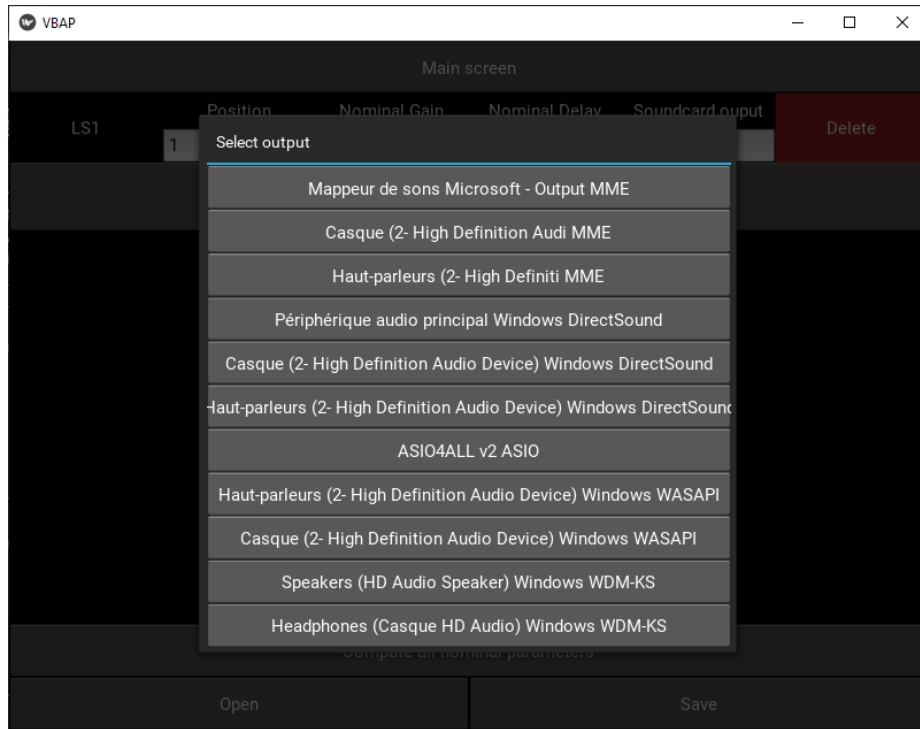 VBAP
Main screen
Position Nominal Gain Nominal Delay Soundcard ouput
LS1
Delete
1
Select output
Mappeur de sons Microsoft - Output MME
Casque (2- High Definition Audi MME
Haut-parleurs (2- High Definiti MME
Périphérique audio principal Windows DirectSound
Casque (2- High Definition Audio Device) Windows DirectSound
Haut-parleurs (2- High Definition Audio Device) Windows DirectSound
ASIO4ALL v2 ASIO
Haut-parleurs (2- High Definition Audio Device) Windows WASAPI
Casque (2- High Definition Audio Device) Windows WASAPI
Speakers (HD Audio Speaker) Windows WDM-KS
Headphones (Casque HD Audio) Windows WDM-KS
Compute all nominal parameters
Open
Save